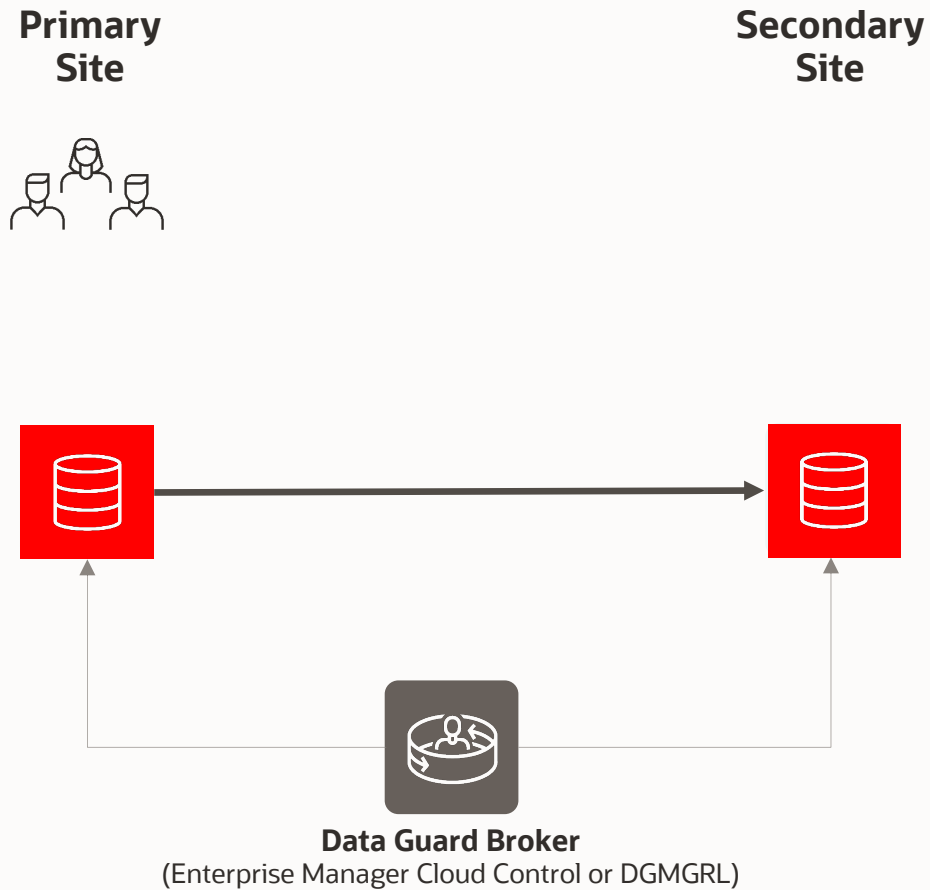 Primary
Site
Secondary
Site
Data Guard Broker
(Enterprise Manager Cloud Control or DGMGRL)